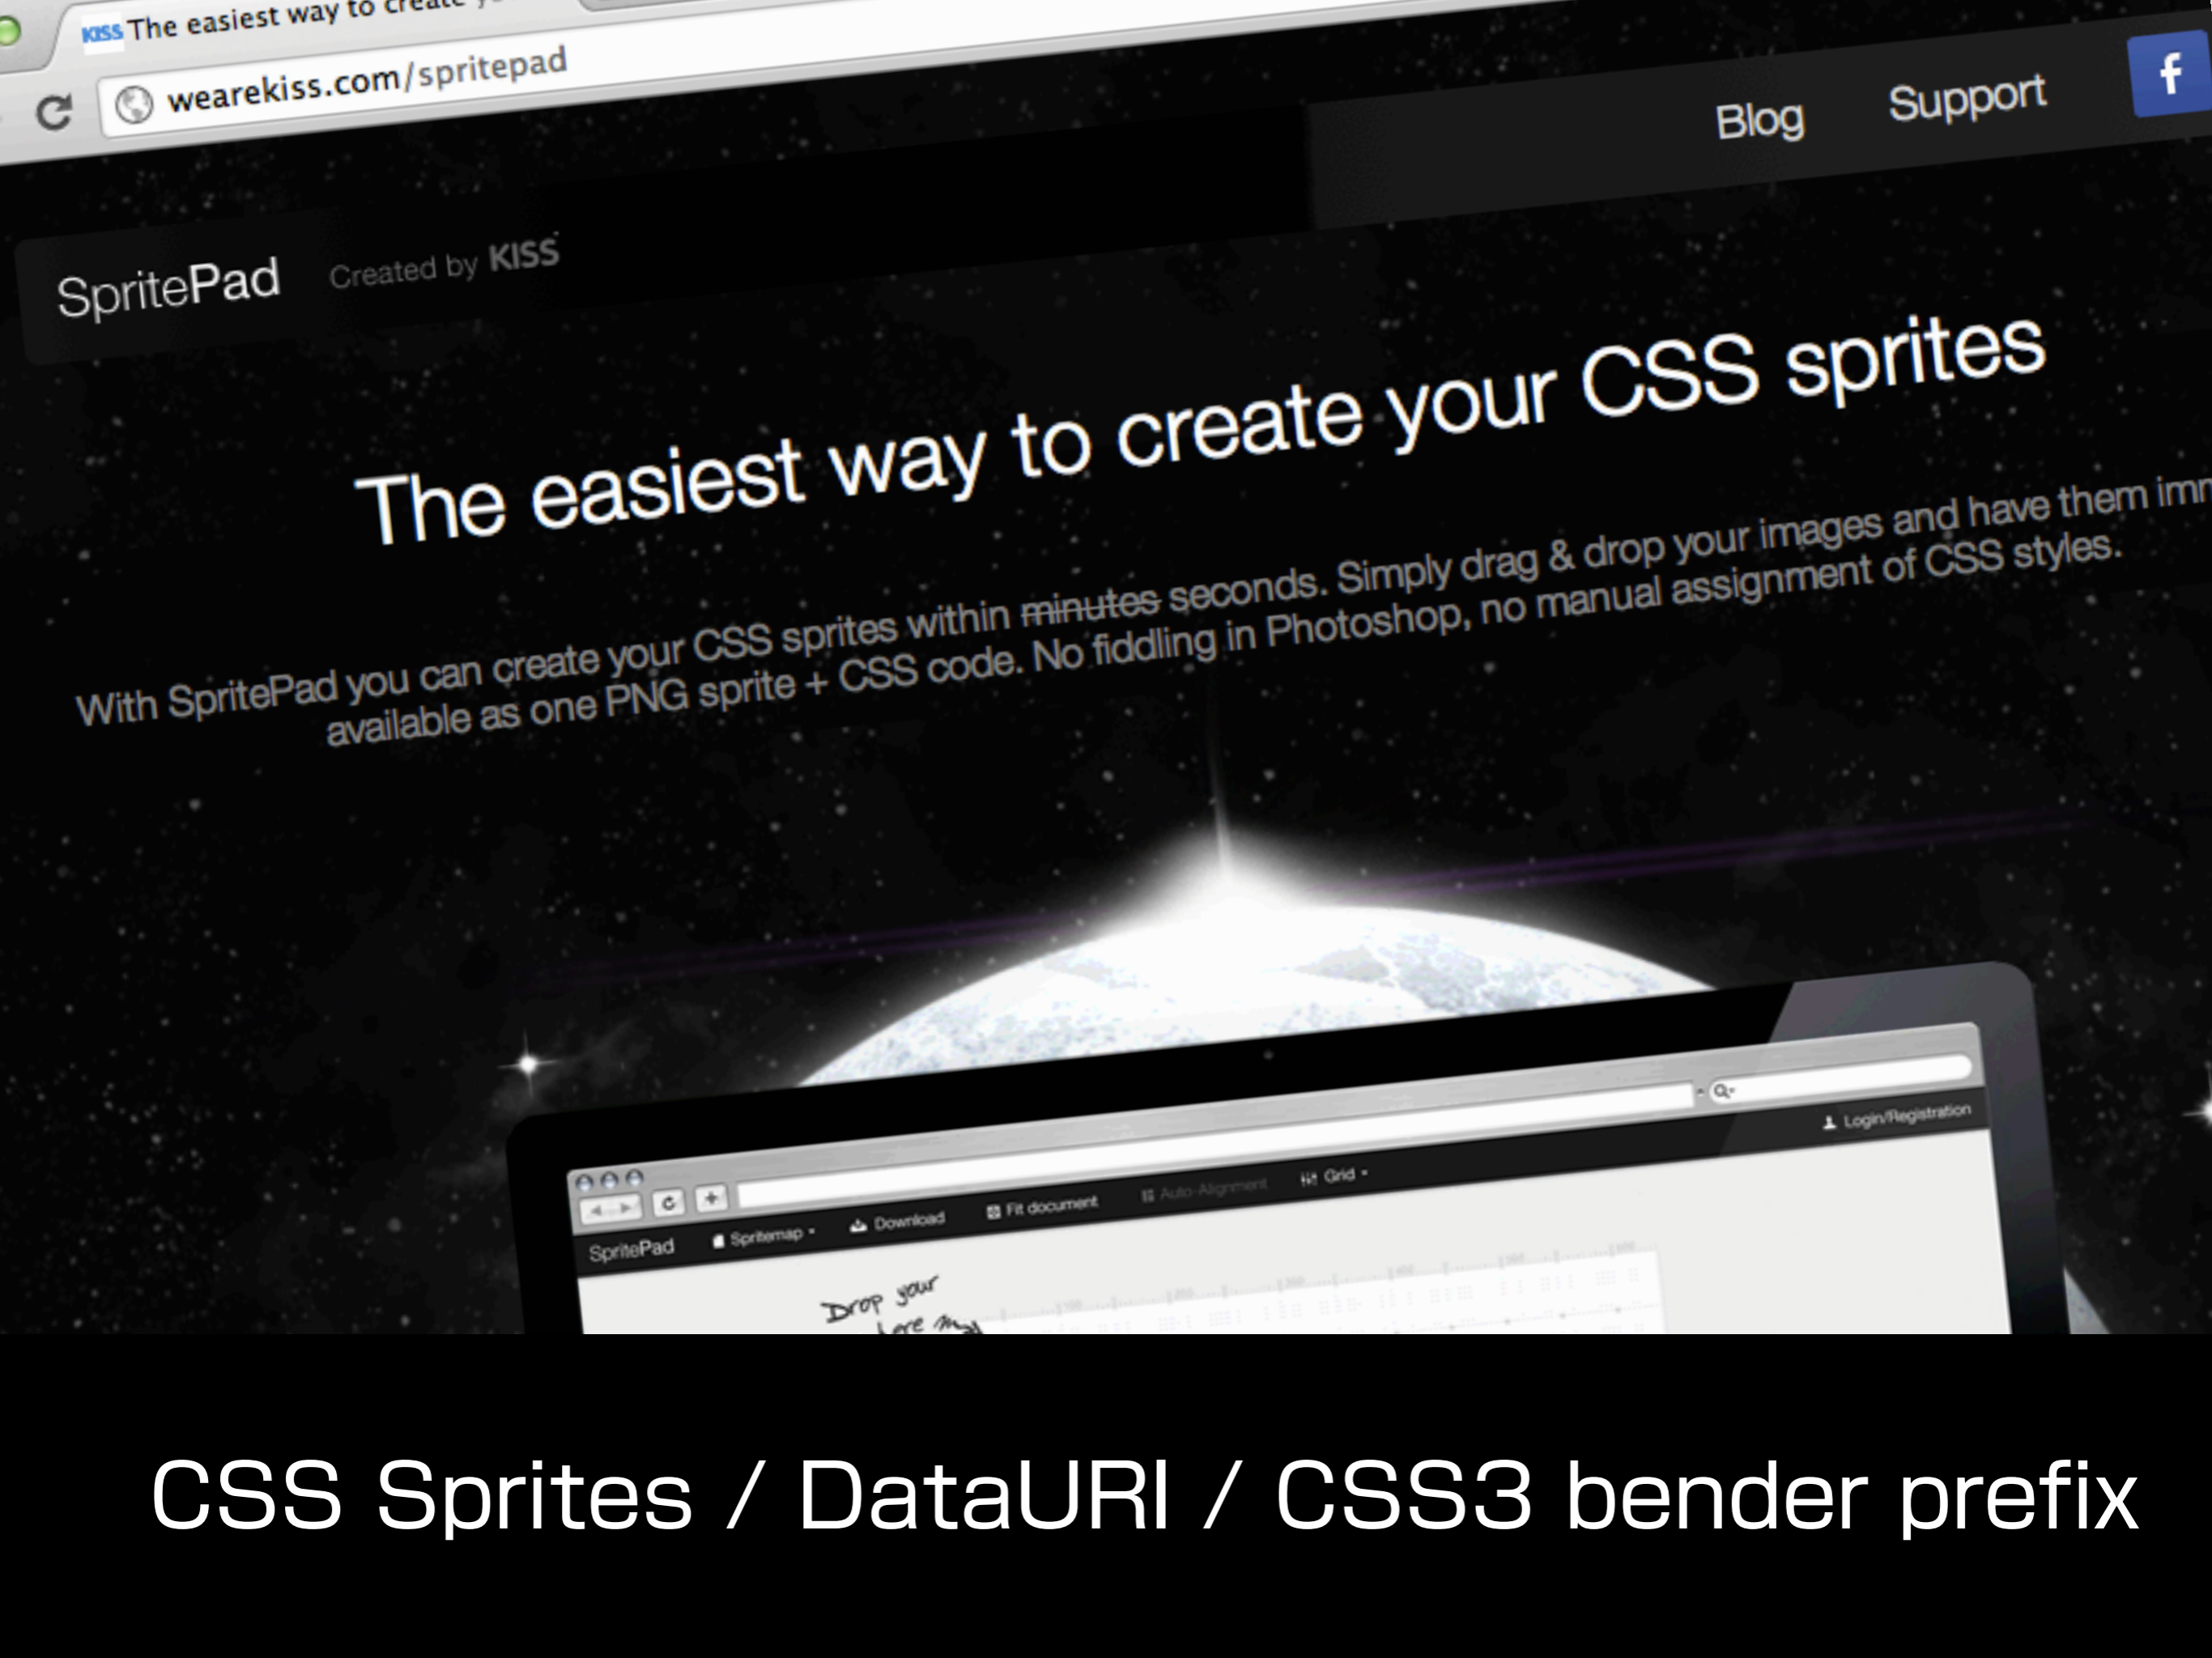 KISS The easiest way to create
wearekiss.com/spritepad
Blog Support f
SpritePad Created by KISS
The easiest way to create your CSS sprites
With SpritePad you can create your CSS sprites within minutes seconds. Simply drag & drop your images and have them
available as one PNG sprite + CSS code. No fiddling in Photoshop, no manual assignment of CSS styles.
Login/Registration
SpritePad Spritemap Download Fit document Auto-Alignment Grid
Drop your
CSS Sprites / DataURI / CSS3 bender prefix